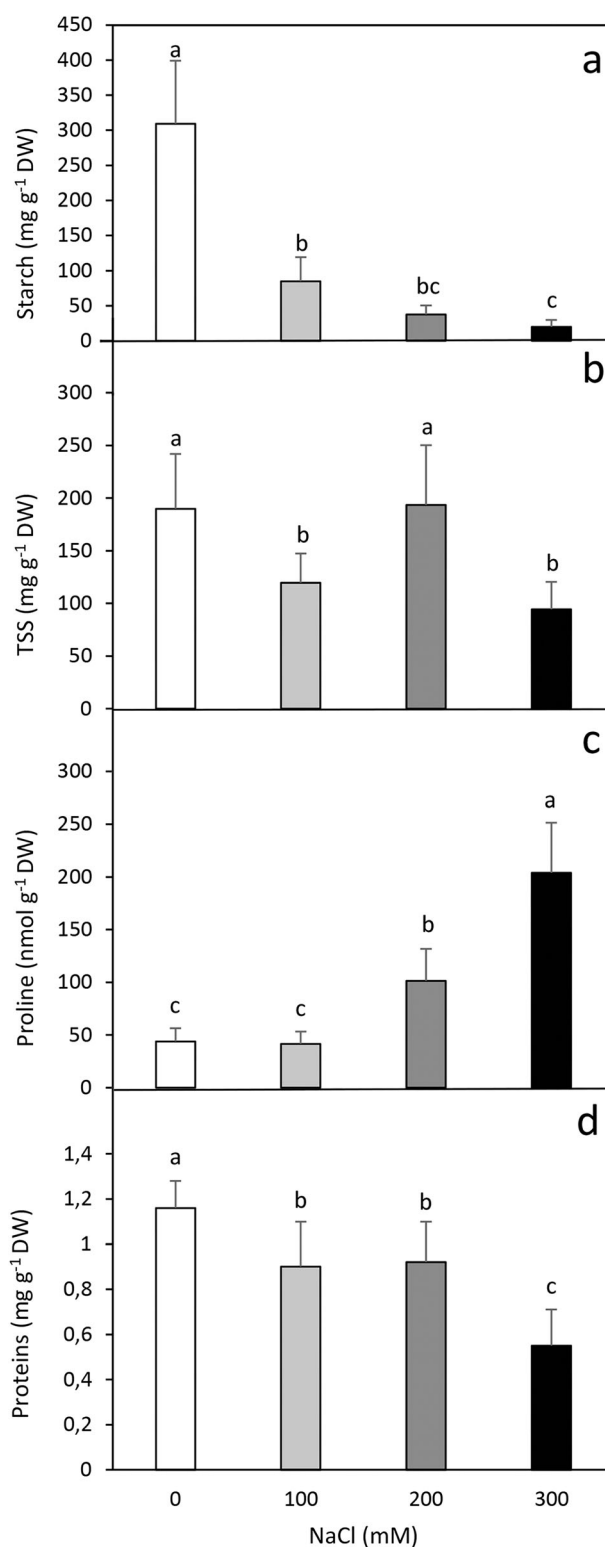 a
450
400
350
300
250
200
150
100
50
0
Starch (mg g⁻¹ DW)
a
b
bc
c
b
300
250
200
150
100
50
0
TSS (mg g⁻¹ DW)
a
b
a
b
c
300
250
200
150
100
50
0
Proline (nmol g⁻¹ DW)
c
c
b
a
d
1,4
1,2
1
0,8
0,6
0,4
0,2
0
Proteins (mg g⁻¹ DW)
a
b
b
c
0 100 200 300
NaCl (mM)